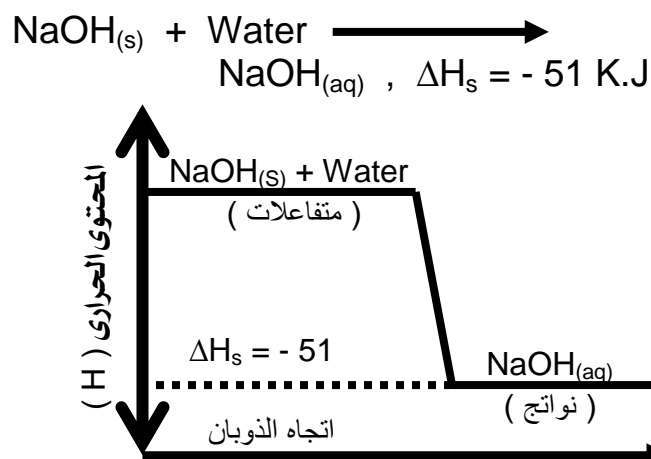 NaOH(s) + Water
NaOH(aq) , ΔHs = - 51 K.J
NaOH(S) + Water
( متفاعلات )
المحتوى الحرارى ( H )
ΔHs = - 51
NaOH(aq)
( نواتج )
اتجاه الذوبان